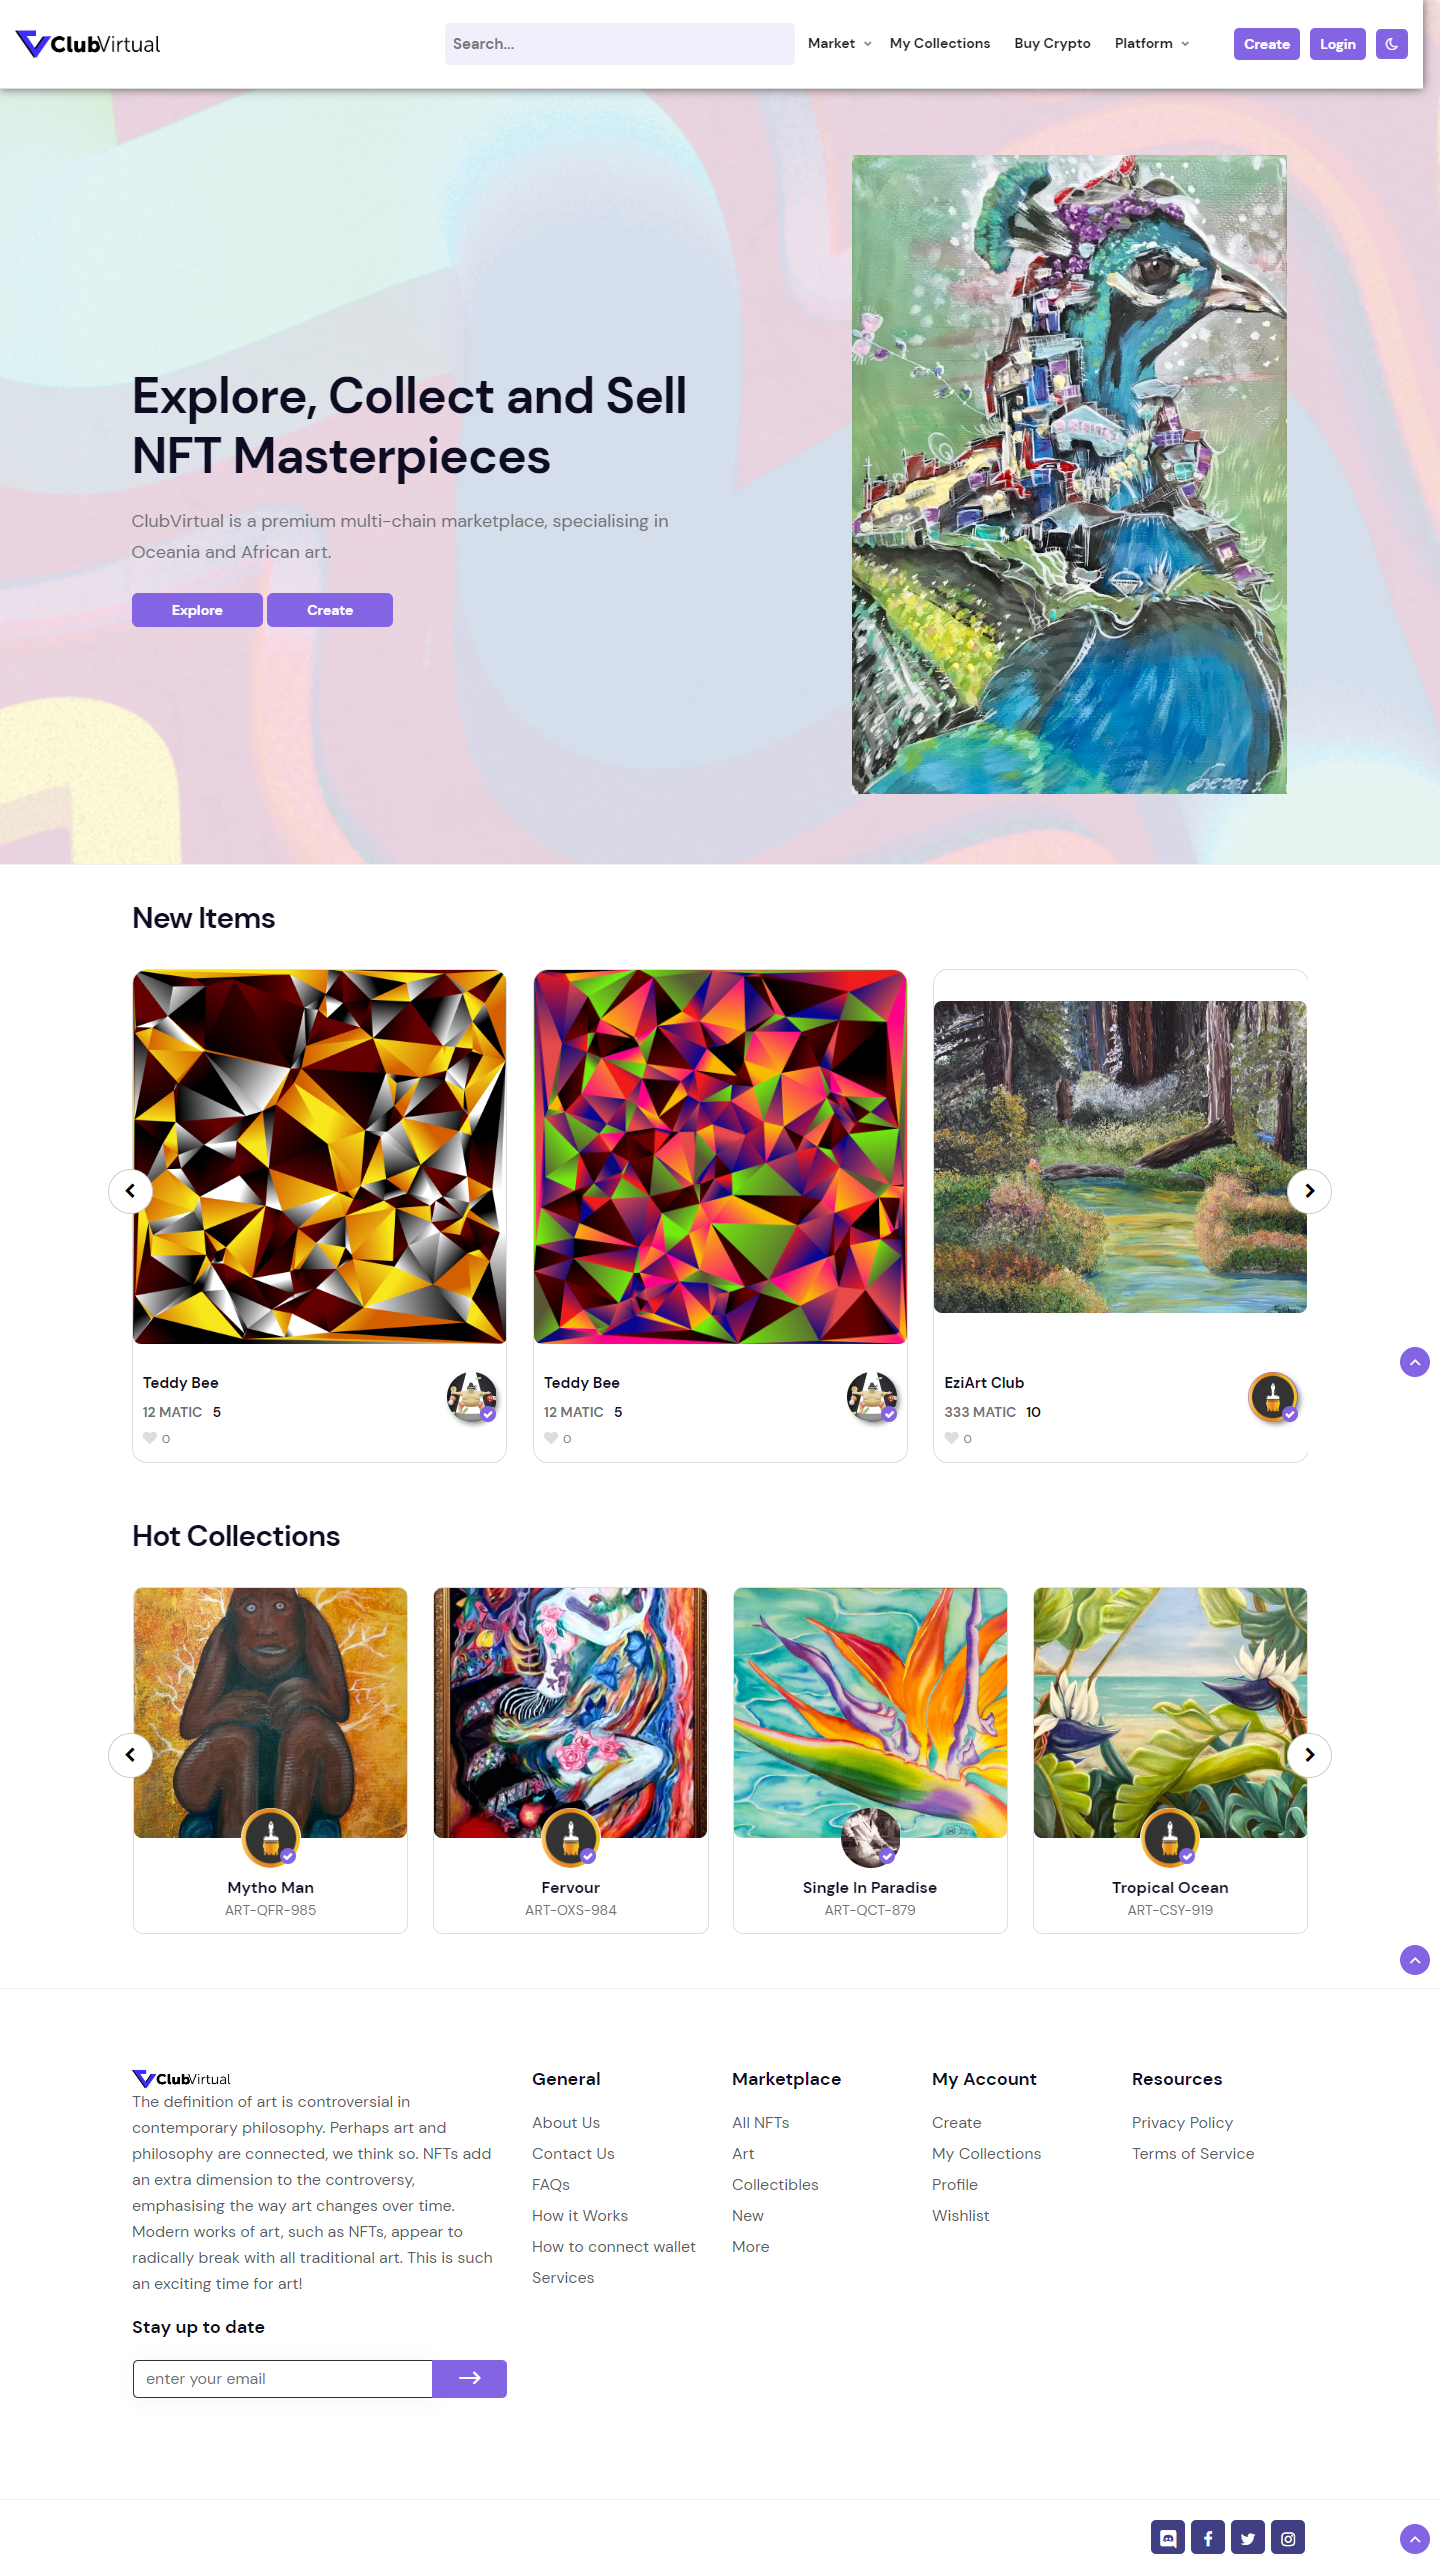 ClubVirtual
Search...
Market
My Collections
Buy Crypto
Platform
Create
Login
Explore, Collect and Sell
NFT Masterpieces
ClubVirtual is a premium multi-chain marketplace, specialising in
Oceania and African art.
Explore
Create
New Items
Teddy Bee
12 MATIC 5
0
Teddy Bee
12 MATIC 5
0
EziArt Club
333 MATIC 10
0
Hot Collections
Mytho Man
ART-QFR-985
Fervour
ART-OXS-984
Single In Paradise
ART-QCT-879
Tropical Ocean
ART-CSY-919
ClubVirtual
The definition of art is controversial in
contemporary philosophy. Perhaps art and
philosophy are connected, we think so. NFTs add
an extra dimension to the controversy,
emphasising the way art changes over time.
Modern works of art, such as NFTs, appear to
radically break with all traditional art. This is such
an exciting time for art!
Stay up to date
enter your email
General
About Us
Contact Us
FAQs
How it Works
How to connect wallet
Services
Marketplace
All NFTs
Art
Collectibles
New
More
My Account
Create
My Collections
Profile
Wishlist
Resources
Privacy Policy
Terms of Service